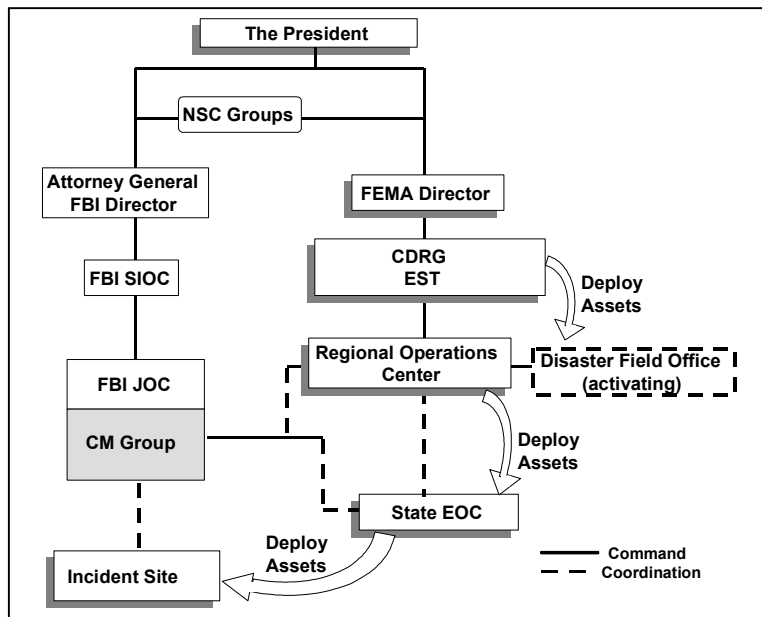 The President
NSC Groups
Attorney General
FBI Director
FEMA Director
FBI SIOC
CDRG
EST
Deploy
Assets
FBI JOC
Regional Operations
Center
Disaster Field Office
(activating)
CM Group
Deploy
Assets
State EOC
Deploy
Assets
Incident Site
Command
Coordination